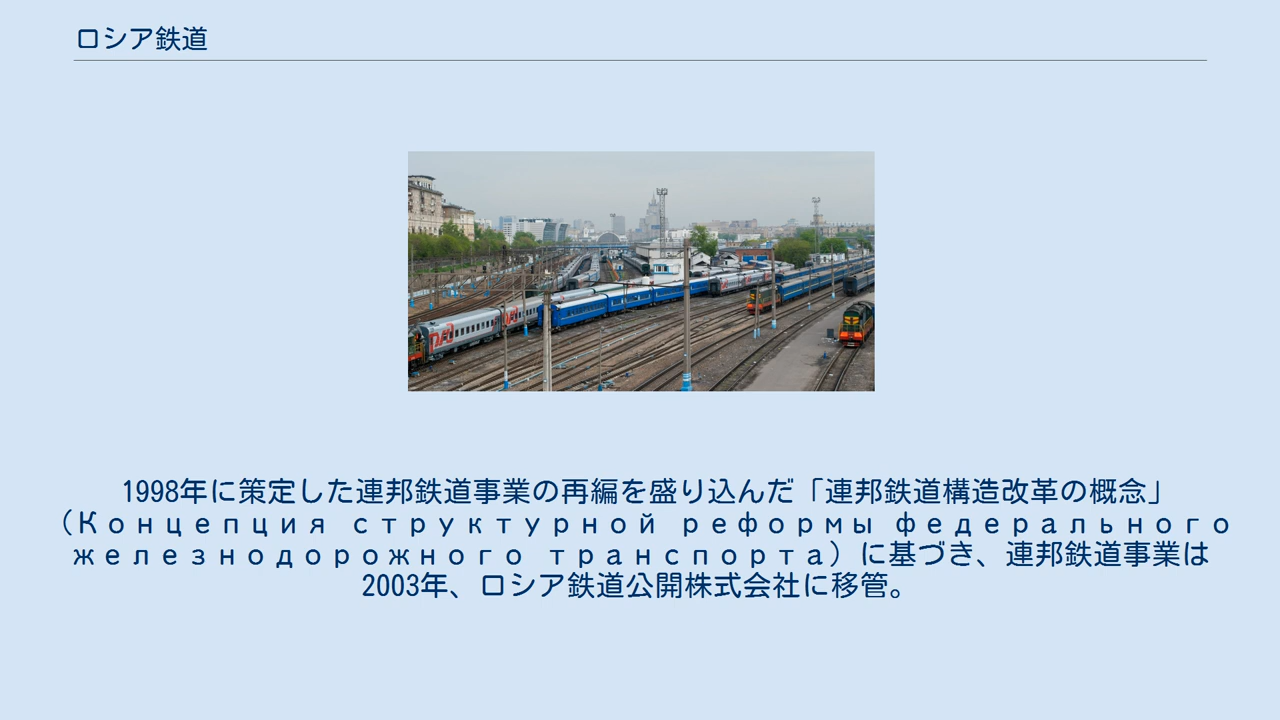 ロシア鉄道
1998年に策定した連邦鉄道事業の再編を盛り込んだ「連邦鉄道構造改革の概念」
（Концепция структурной реформы федерального
железнодорожного транспорта）に基づき、連邦鉄道事業は
2003年、ロシア鉄道公開株式会社に移管。